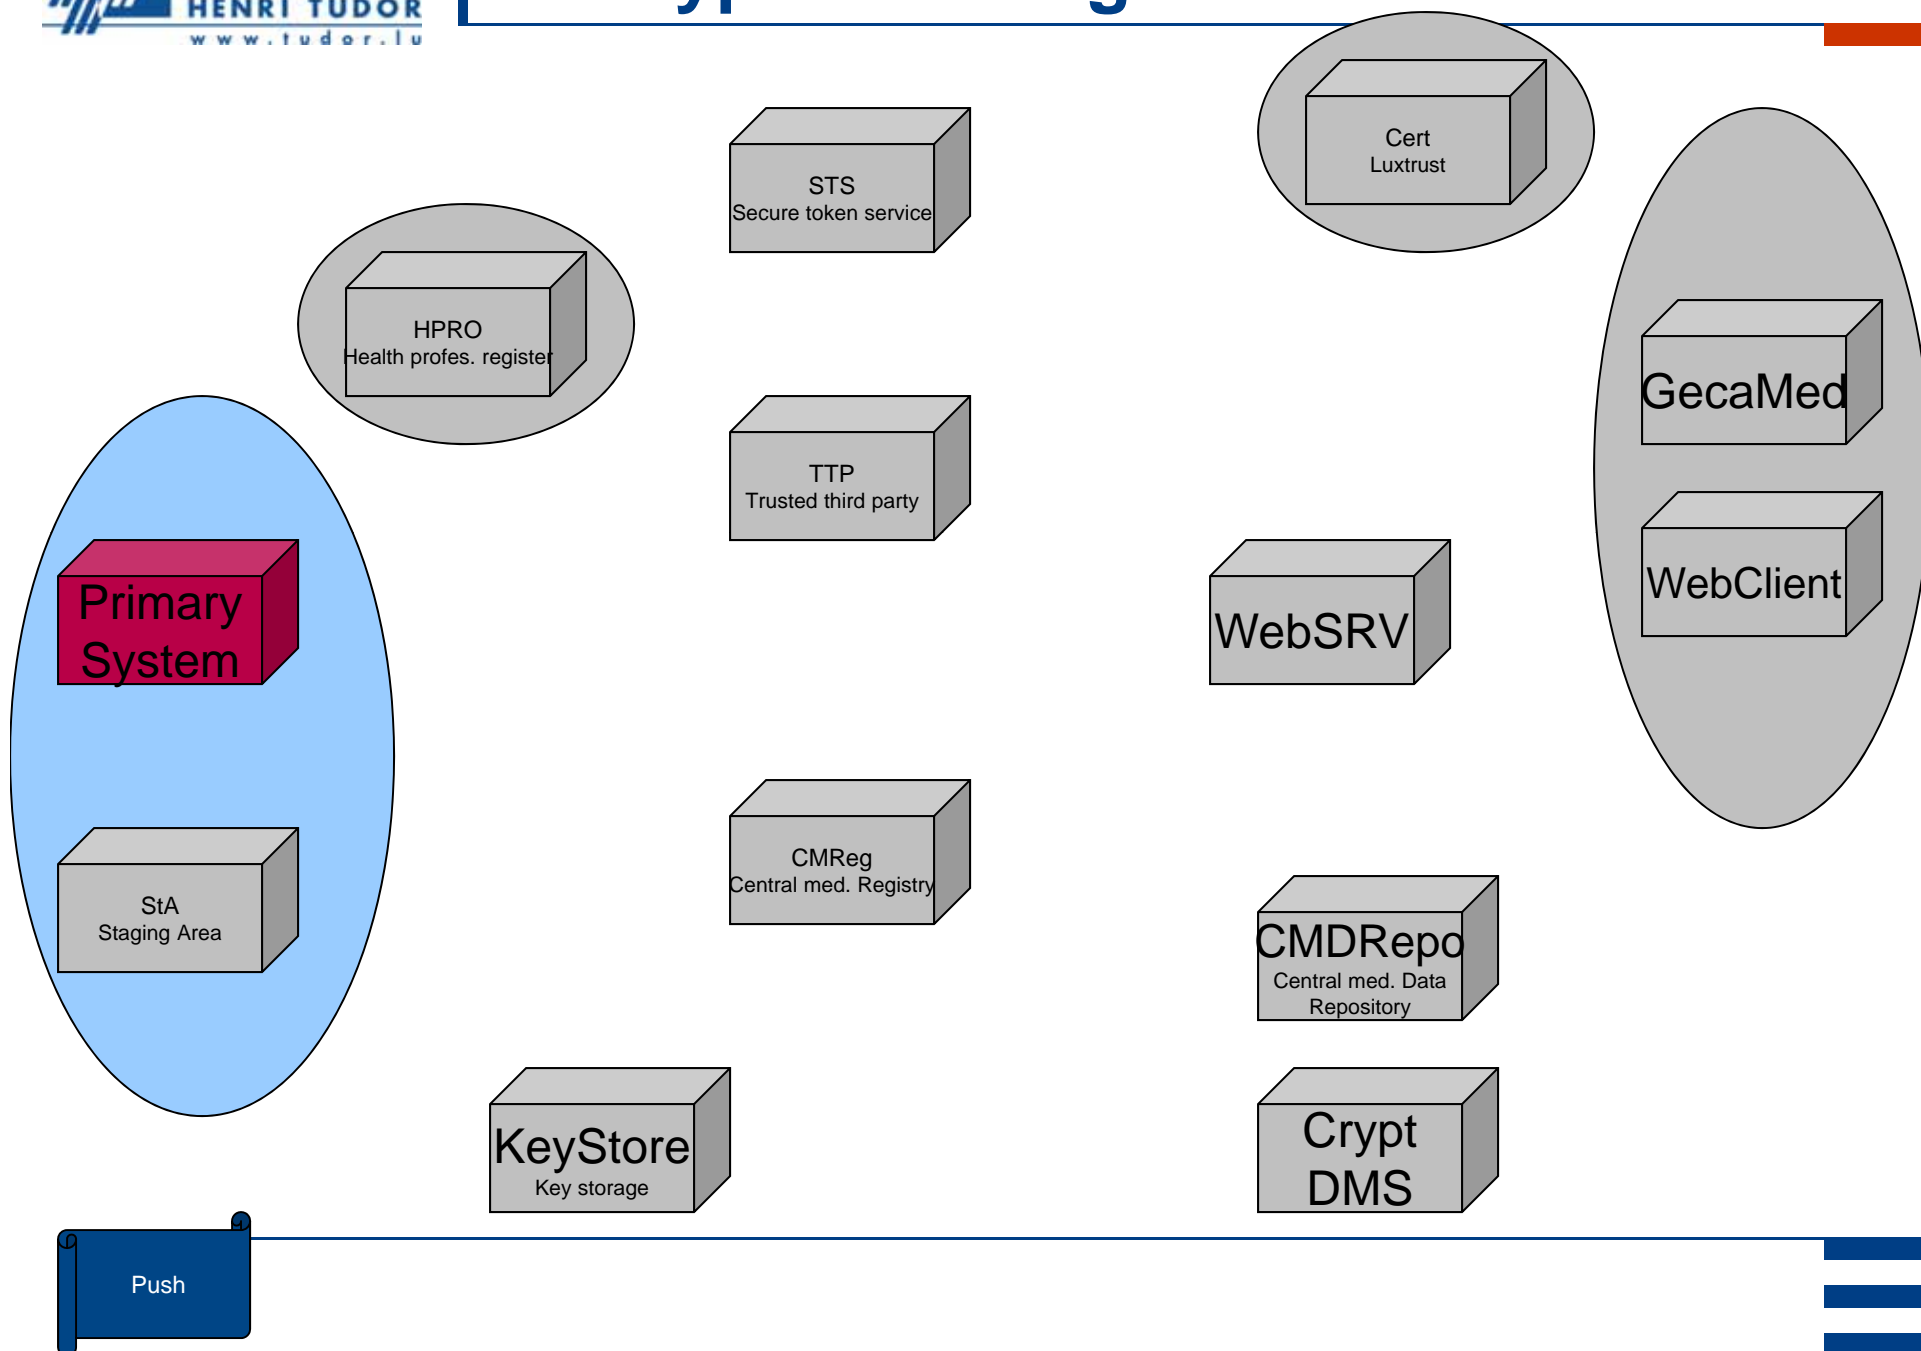 HENRI TUDOR
www.tudor.lu
Cert
Luxtrust
STS
Secure token service
HPRO
Health profes. register
GecaMed
TTP
Trusted third party
WebClient
Primary
System
WebSRV
CMReg
Central med. Registry
StA
Staging Area
CMDRepo
Central med. Data
Repository
KeyStore
Key storage
Crypt
DMS
Push